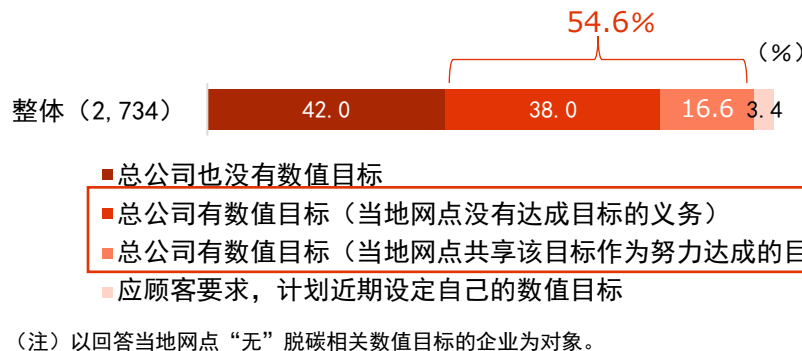 54.6%
（%）
整体（2,734） 42.0 38.0 16.6 3.4
■总公司也没有数值目标
■总公司有数值目标（当地网点没有达成目标的义务）
■总公司有数值目标（当地网点共享该目标作为努力达成的目
■应顾客要求，计划近期设定自己的数值目标
（注）以回答当地网点“无”脱碳相关数值目标的企业为对象。